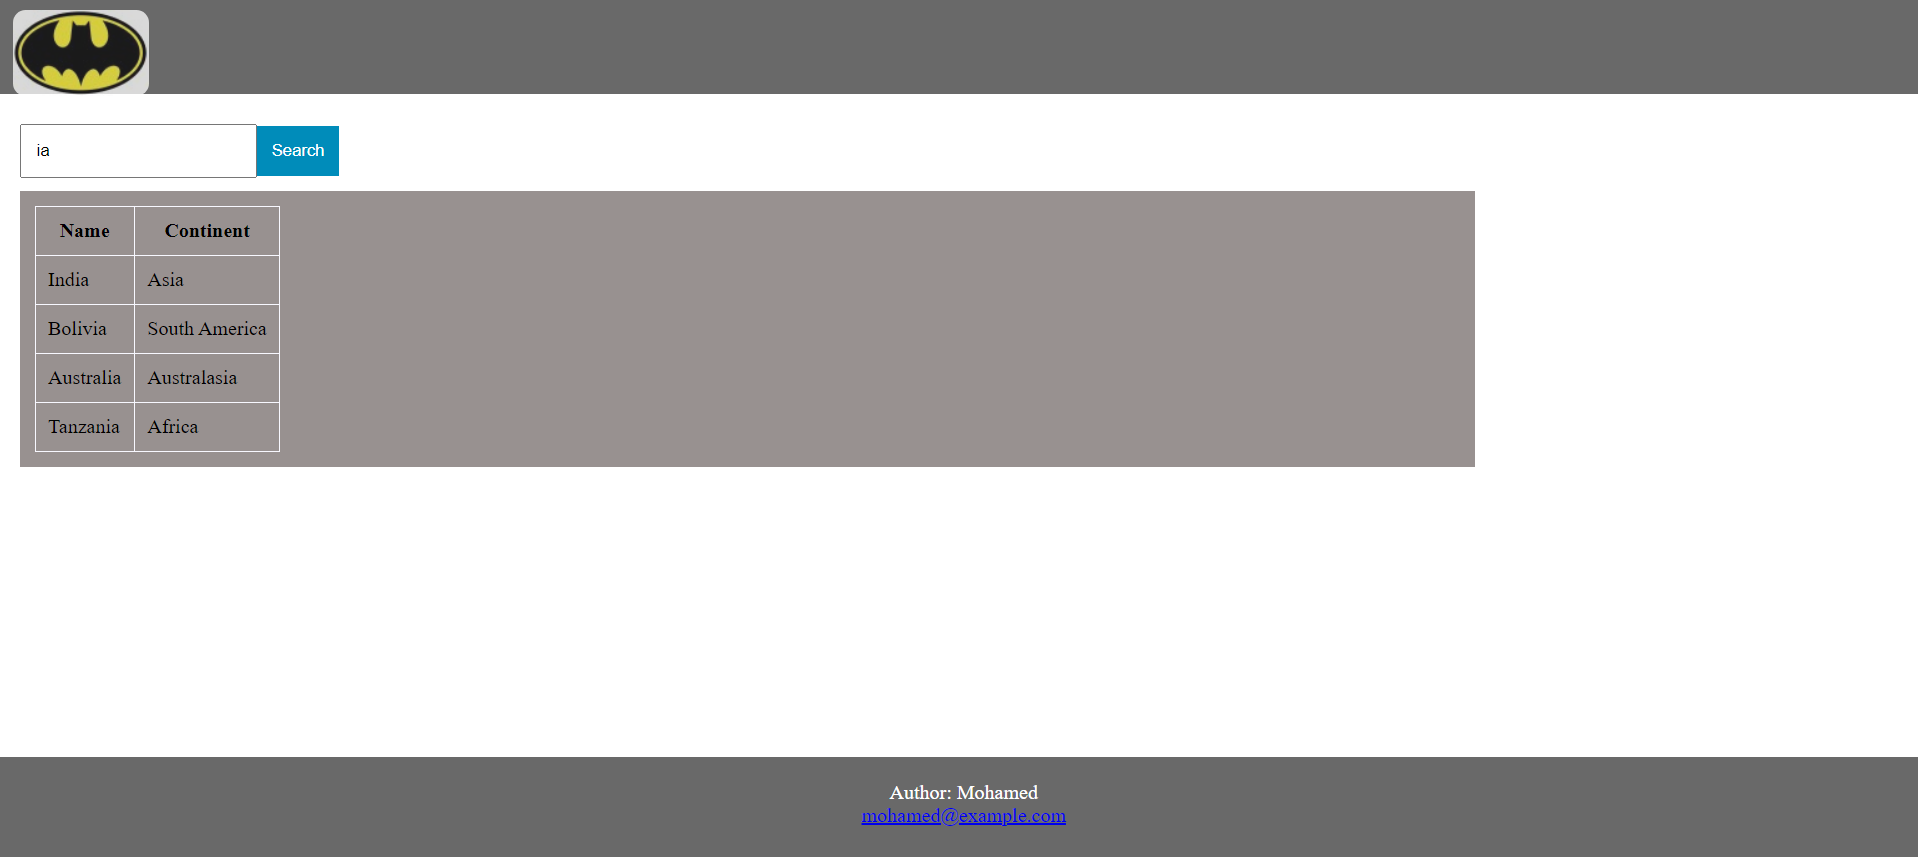 ia
Search
Name Continent
India Asia
Bolivia South America
Australia Australasia
Tanzania Africa
Author: Mohamed
mohamed@example.com